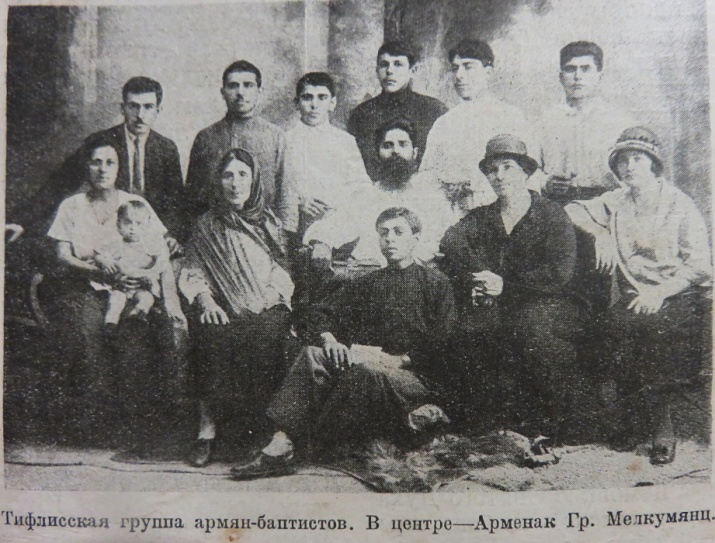 Тифлисская группа армян-баптистов. В центре—Арменак Гр. Мелкумянц.